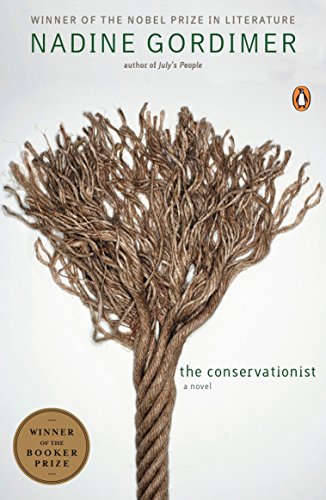 WINNER OF THE NOBEL PRIZE IN LITERATURE
NADINE GORDIMER
author of July's People
the conservationist
a novel
WINNER
OF THE
BOOKER
PRIZE